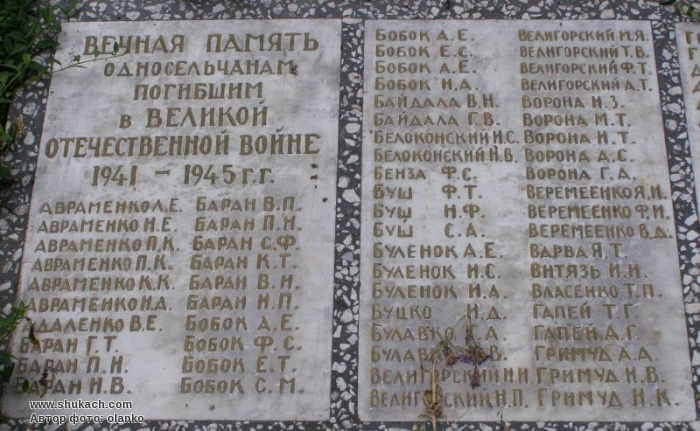 ВЕЧНАЯ ПАМЯТЬ
ОДНОСЕЛЬЧАНАМ
ПОГИБШИМ
В ВЕЛИКОЙ
ОТЕЧЕСТВЕННОЙ ВОЙНЕ
1941 – 1945 г.г.
АВРАМЕНКО Л.Е. БАРАН В.П.
АВРАМЕНКО И.Е. БАРАН П.И.
АВРАМЕНКО П.К. БАРАН С.Ф.
АВРАМЕНКО П.К. БАРАН К.Т.
АВРАМЕНКО К.К. БАРАН В.И.
АВРАМЕНКО Н.Д. БАРАН И.П.
АДАЛЕНКО В.Е. БОБОК А.Е.
БАРАН Г.Т. БОБОК Ф.С.
БАРАН П.И. БОБОК Е.Т.
БАРАН И.В. БОБОК С.М.
БОБОК А.Е. ВЕЛИГОРСКИЙ М.Я.
БОБОК Е.С. ВЕЛИГОРСКИЙ Т.В.
БОБОК А.Е. ВЕЛИГОРСКИЙ Ф.Т.
БОБОК И.А. ВЕЛИГОРСКИЙ А.Т.
БАЙДАЛА В.И. ВОРОНА И.З.
БАЙДАЛА Г.В. ВОРОНА М.Т.
БЕЛОКОНСКИЙ И.С. ВОРОНА И.Т.
БЕЛОКОНСКИЙ Н.В. ВОРОНА Д.С.
БЕНЗА Ф.С. ВОРОНА Г.А.
БУШ Ф.Т. ВЕРЕМЕЕНКО Я.И.
БУШ Н.Ф. ВЕРЕМЕЕНКО Ф.И.
БУШ С.А. ВЕРЕМЕЕНКО В.Д.
БУЛЕНОК А.Е. ВАРВА Я.Т.
БУЛЕНОК И.С. ВИТЯЗЬ И.Н.
БУЛЕНОК И.А. ВЛАСЕНКО Т.П.
БУЦКО И.Д. ГАПЕЙ Т.Г.
БУЛАВКО Г.А. ГАПЕЙ А.Г.
БУЛАВКО В. ГРИМУД А.А.
ВЕЛИГОРСКИЙ Н.И. ГРИМУД И.В.
ВЕЛИГОРСКИЙ Н.П. ГРИМУД И.К.
www.shukach.com
Автор фото: olanko